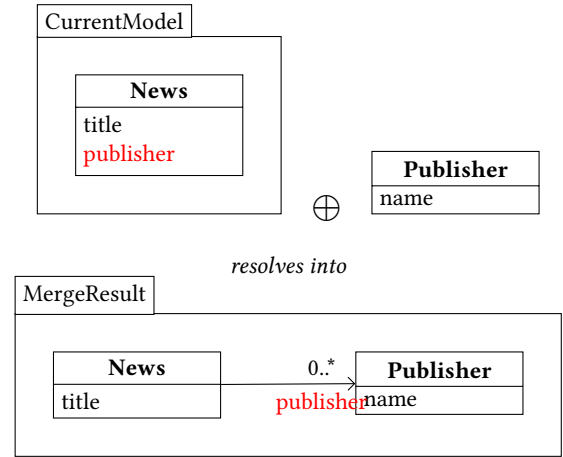 CurrentModel
News
title
publisher
Publisher
name
⊕
resolves into
MergeResult
News
title
0..*
publisher
Publisher
name